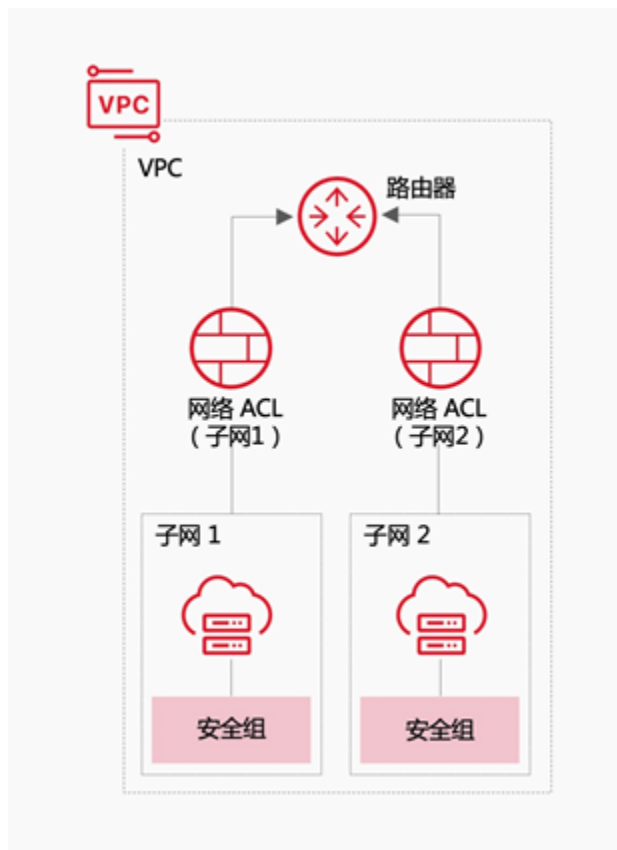 VPC
VPC
路由器
网络 ACL
（子网1）
网络 ACL
（子网2）
子网 1
子网 2
安全组
安全组